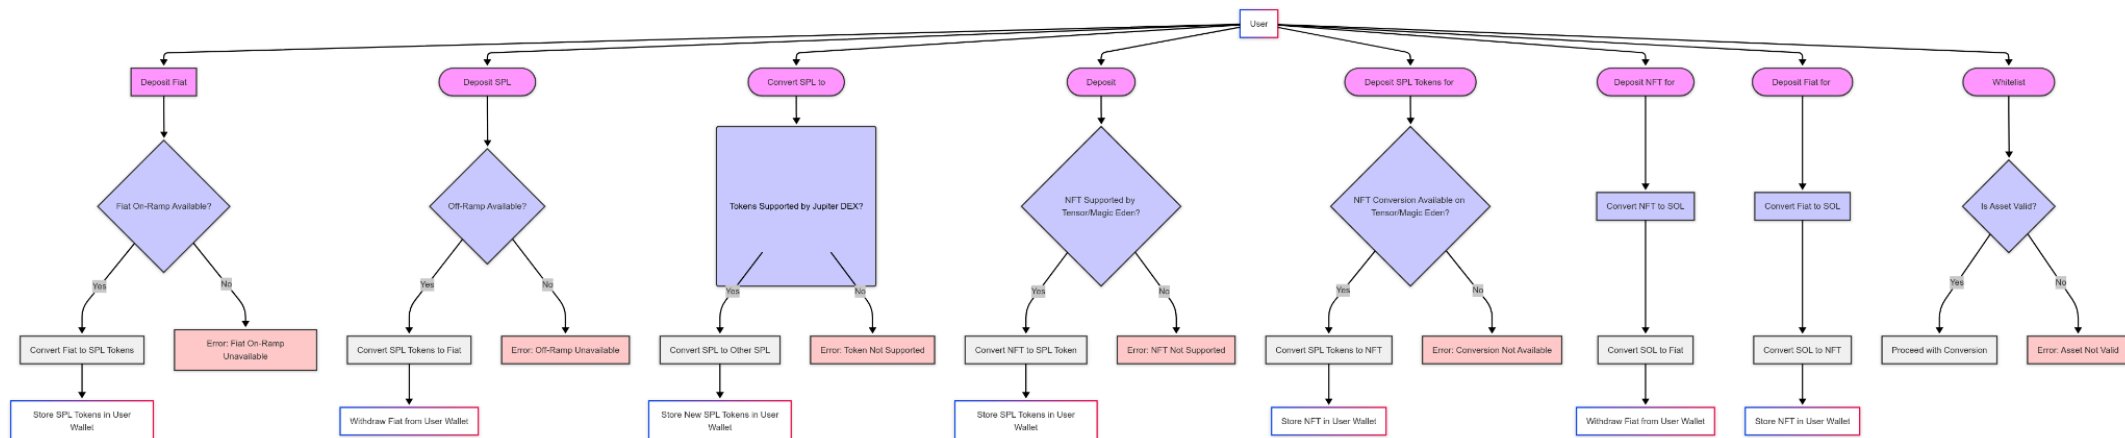 User
Deposit Fiat
Deposit SPL
Convert SPL to
Deposit
Deposit SPL Tokens for
Deposit NFT for
Deposit Fiat for
Whitelist
Fiat On-Ramp Available?
Off-Ramp Available?
Tokens Supported by Jupiter DEX?
NFT Supported by
Tensor/Magic Eden?
NFT Conversion Available on
Tensor/Magic Eden?
Convert NFT to SOL
Convert Fiat to SOL
Is Asset Valid?
Yes
No
Yes
No
Yes
No
Yes
No
Yes
No
Yes
No
Convert Fiat to SPL Tokens
Error: Fiat On-Ramp
Unavailable
Convert SPL Tokens to Fiat
Error: Off-Ramp Unavailable
Convert SPL to Other SPL
Error: Token Not Supported
Convert NFT to SPL Token
Error: NFT Not Supported
Convert SPL Tokens to NFT
Error: Conversion Not Available
Convert SOL to Fiat
Convert SOL to NFT
Proceed with Conversion
Error: Asset Not Valid
Store SPL Tokens in User
Wallet
Withdraw Fiat from User Wallet
Store New SPL Tokens in User
Wallet
Store SPL Tokens in User
Wallet
Store NFT in User Wallet
Withdraw Fiat from User Wallet
Store NFT in User Wallet